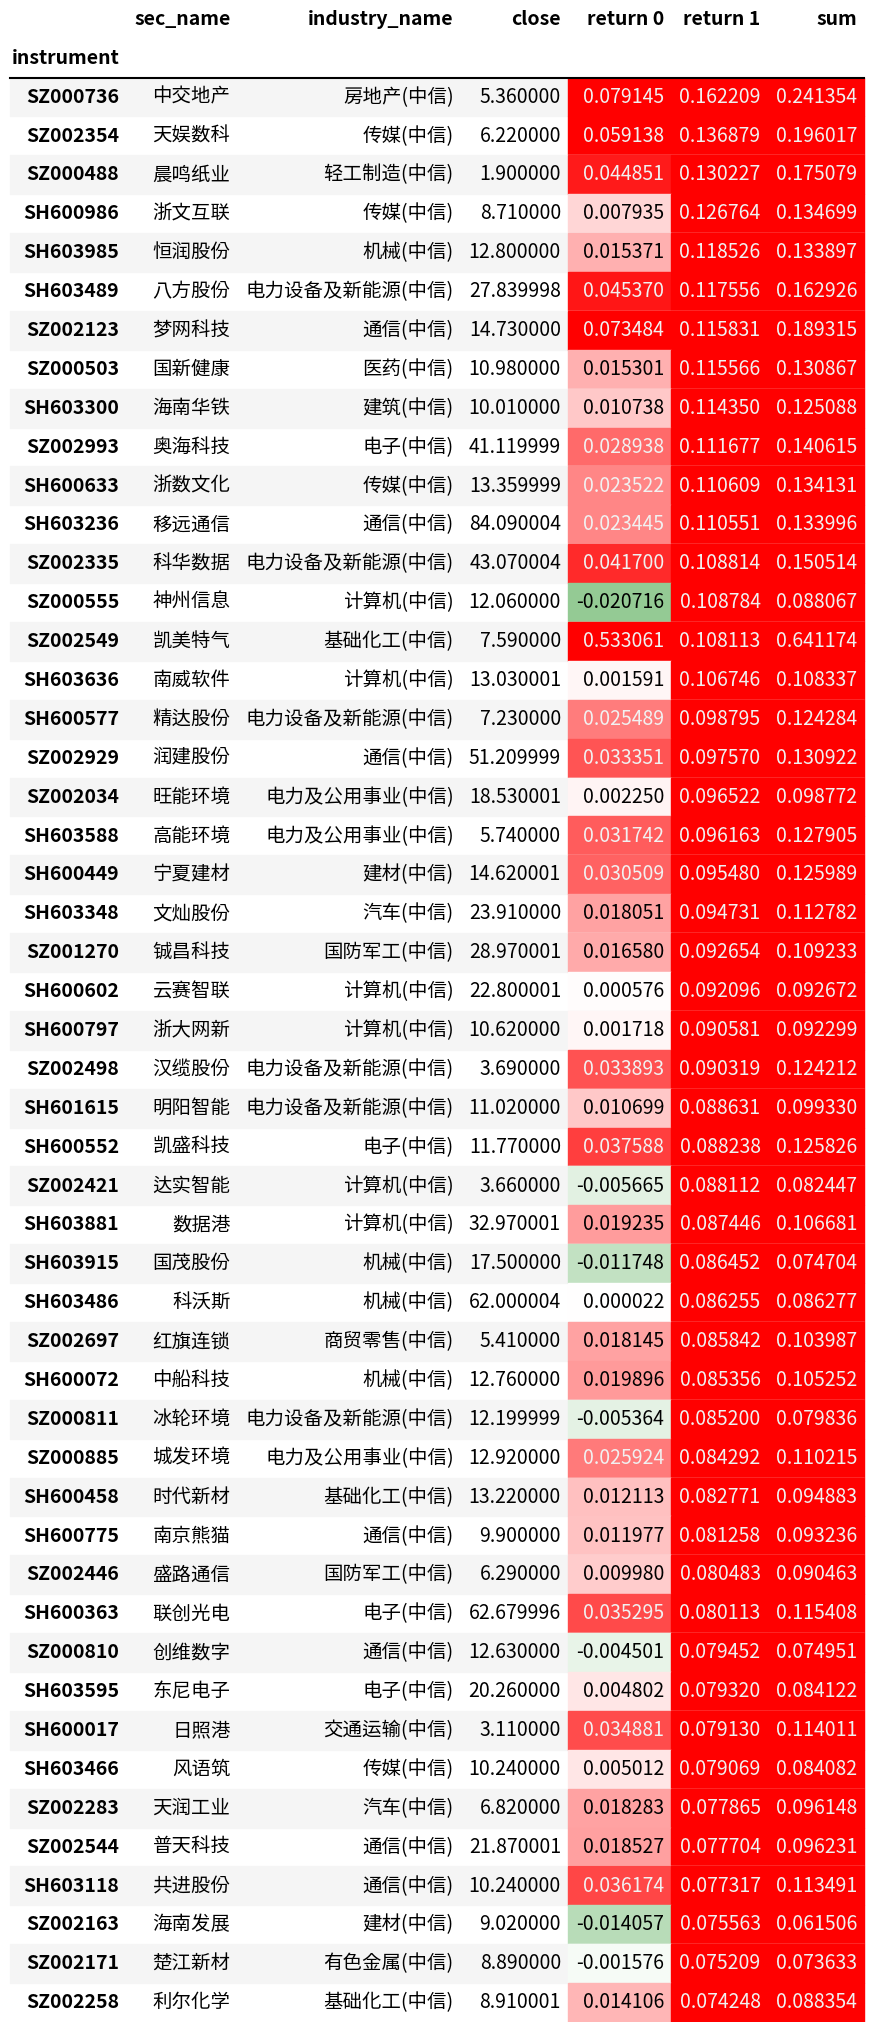 sec_name industry_name close return 0 return 1 sum
instrument
SZ000736 中交地产 房地产(中信) 5.360000 0.079145 0.162209 0.241354
SZ002354 天娱数科 传媒(中信) 6.220000 0.059138 0.136879 0.196017
SZ000488 晨鸣纸业 轻工制造(中信) 1.900000 0.044851 0.130227 0.175079
SH600986 浙文互联 传媒(中信) 8.710000 0.007935 0.126764 0.134699
SH603985 恒润股份 机械(中信) 12.800000 0.015371 0.118526 0.133897
SH603489 八方股份 电力设备及新能源(中信) 27.839998 0.045370 0.117556 0.162926
SZ002123 梦网科技 通信(中信) 14.730000 0.073484 0.115831 0.189315
SZ000503 国新健康 医药(中信) 10.980000 0.015301 0.115566 0.130867
SH603300 海南华铁 建筑(中信) 10.010000 0.010738 0.114350 0.125088
SZ002993 奥海科技 电子(中信) 41.119999 0.028938 0.111677 0.140615
SH600633 浙数文化 传媒(中信) 13.359999 0.023522 0.110609 0.134131
SH603236 移远通信 通信(中信) 84.090004 0.023445 0.110551 0.133996
SZ002335 科华数据 电力设备及新能源(中信) 43.070004 0.041700 0.108814 0.150514
SZ000555 神州信息 计算机(中信) 12.060000 -0.020716 0.108784 0.088067
SZ002549 凯美特气 基础化工(中信) 7.590000 0.533061 0.108113 0.641174
SH603636 南威软件 计算机(中信) 13.030001 0.001591 0.106746 0.108337
SH600577 精达股份 电力设备及新能源(中信) 7.230000 0.025489 0.098795 0.124284
SZ002929 润建股份 通信(中信) 51.209999 0.033351 0.097570 0.130922
SZ002034 旺能环境 电力及公用事业(中信) 18.530001 0.002250 0.096522 0.098772
SH603588 高能环境 电力及公用事业(中信) 5.740000 0.031742 0.096163 0.127905
SH600449 宁夏建材 建材(中信) 14.620001 0.030509 0.095480 0.125989
SH603348 文灿股份 汽车(中信) 23.910000 0.018051 0.094731 0.112782
SZ001270 铖昌科技 国防军工(中信) 28.970001 0.016580 0.092654 0.109233
SH600602 云赛智联 计算机(中信) 22.800001 0.000576 0.092096 0.092672
SH600797 浙大网新 计算机(中信) 10.620000 0.001718 0.090581 0.092299
SZ002498 汉缆股份 电力设备及新能源(中信) 3.690000 0.033893 0.090319 0.124212
SH601615 明阳智能 电力设备及新能源(中信) 11.020000 0.010699 0.088631 0.099330
SH600552 凯盛科技 电子(中信) 11.770000 0.037588 0.088238 0.125826
SZ002421 达实智能 计算机(中信) 3.660000 -0.005665 0.088112 0.082447
SH603881 数据港 计算机(中信) 32.970001 0.019235 0.087446 0.106681
SH603915 国茂股份 机械(中信) 17.500000 -0.011748 0.086452 0.074704
SH603486 科沃斯 机械(中信) 62.000004 0.000022 0.086255 0.086277
SZ002697 红旗连锁 商贸零售(中信) 5.410000 0.018145 0.085842 0.103987
SH600072 中船科技 机械(中信) 12.760000 0.019896 0.085356 0.105252
SZ000811 冰轮环境 电力设备及新能源(中信) 12.199999 -0.005364 0.085200 0.079836
SZ000885 城发环境 电力及公用事业(中信) 12.920000 0.025924 0.084292 0.110215
SH600458 时代新材 基础化工(中信) 13.220000 0.012113 0.082771 0.094883
SH600775 南京熊猫 通信(中信) 9.900000 0.011977 0.081258 0.093236
SZ002446 盛路通信 国防军工(中信) 6.290000 0.009980 0.080483 0.090463
SH600363 联创光电 电子(中信) 62.679996 0.035295 0.080113 0.115408
SZ000810 创维数字 通信(中信) 12.630000 -0.004501 0.079452 0.074951
SH603595 东尼电子 电子(中信) 20.260000 0.004802 0.079320 0.084122
SH600017 日照港 交通运输(中信) 3.110000 0.034881 0.079130 0.114011
SH603466 风语筑 传媒(中信) 10.240000 0.005012 0.079069 0.084082
SZ002283 天润工业 汽车(中信) 6.820000 0.018283 0.077865 0.096148
SZ002544 普天科技 通信(中信) 21.870001 0.018527 0.077704 0.096231
SH603118 共进股份 通信(中信) 10.240000 0.036174 0.077317 0.113491
SZ002163 海南发展 建材(中信) 9.020000 -0.014057 0.075563 0.061506
SZ002171 楚江新材 有色金属(中信) 8.890000 -0.001576 0.075209 0.073633
SZ002258 利尔化学 基础化工(中信) 8.910001 0.014106 0.074248 0.088354